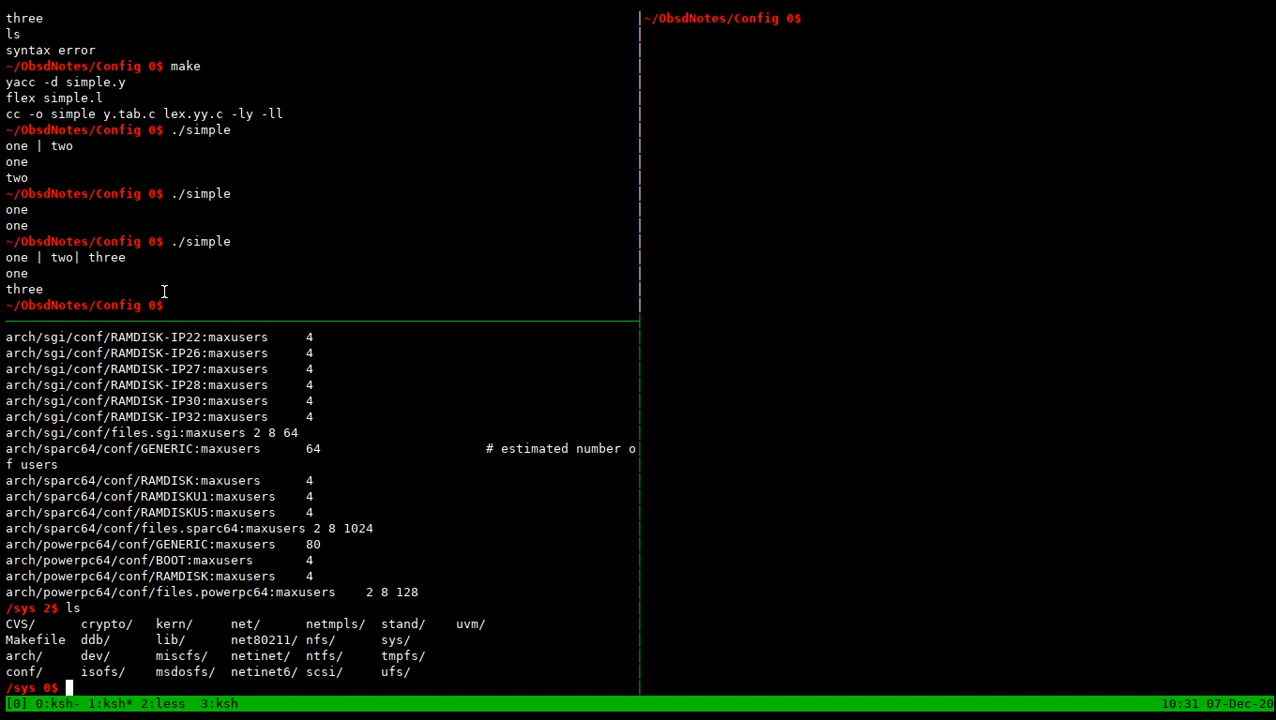 three
ls
syntax error
~/ObsdNotes/Config 0$ make
yacc -d simple.y
flex simple.l
cc -o simple y.tab.c lex.yy.c -ly -ll
~/ObsdNotes/Config 0$ ./simple
one | two
one
two
~/ObsdNotes/Config 0$ ./simple
one
one
~/ObsdNotes/Config 0$ ./simple
one | two| three
one
three
~/ObsdNotes/Config 0$
~/ObsdNotes/Config 0$
arch/sgi/conf/RAMDISK-IP22:maxusers     4
arch/sgi/conf/RAMDISK-IP26:maxusers     4
arch/sgi/conf/RAMDISK-IP27:maxusers     4
arch/sgi/conf/RAMDISK-IP28:maxusers     4
arch/sgi/conf/RAMDISK-IP30:maxusers     4
arch/sgi/conf/RAMDISK-IP32:maxusers     4
arch/sgi/conf/files.sgi:maxusers 2 8 64
arch/sparc64/conf/GENERIC:maxusers      64                      # estimated number o
f users
arch/sparc64/conf/RAMDISK:maxusers      4
arch/sparc64/conf/RAMDISKU1:maxusers    4
arch/sparc64/conf/RAMDISKU5:maxusers    4
arch/sparc64/conf/files.sparc64:maxusers 2 8 1024
arch/powerpc64/conf/GENERIC:maxusers    80
arch/powerpc64/conf/BOOT:maxusers       4
arch/powerpc64/conf/RAMDISK:maxusers    4
arch/powerpc64/conf/files.powerpc64:maxusers    2 8 128
/sys 2$ ls
CVS/      crypto/   kern/     net/      netmpls/  stand/    uvm/
Makefile  ddb/      lib/      net80211/ nfs/      sys/
arch/     dev/      miscfs/   netinet/  ntfs/     tmpfs/
conf/     isofs/    msdosfs/  netinet6/ scsi/     ufs/
/sys 0$
[0] 0:ksh- 1:ksh* 2:less  3:ksh 10:31 07-Dec-20